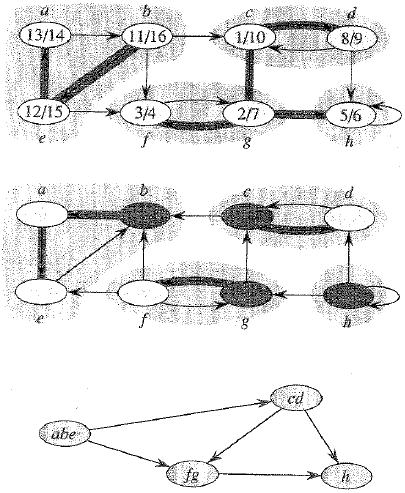 a b c d
13/14 11/16 1/10 8/9
12/15 3/4 2/7 5/6
e f g h
a b c d
e f g h
cd
abe
fg h